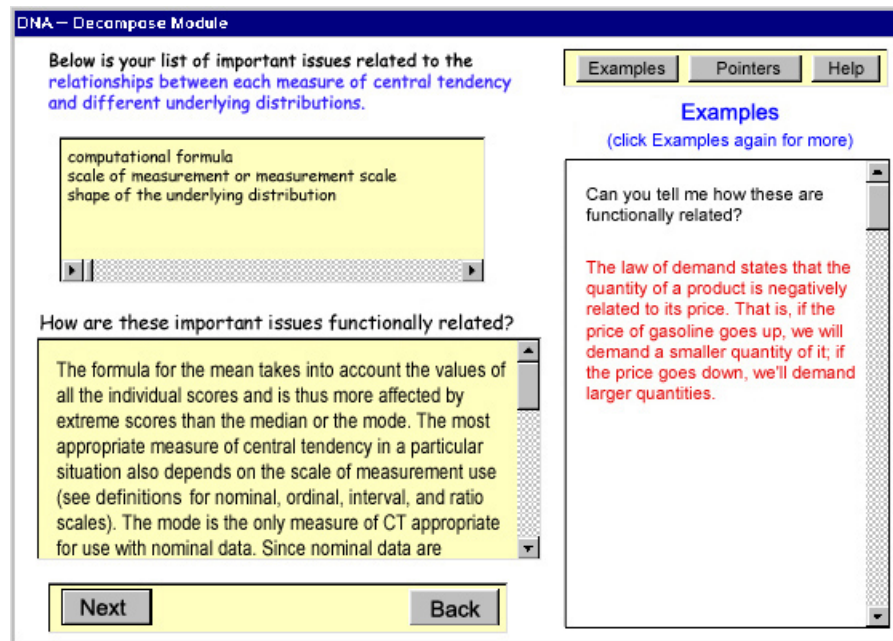 DNA — Decompose Module
Below is your list of important issues related to the
relationships between each measure of central tendency
and different underlying distributions.
computational formula
scale of measurement or measurement scale
shape of the underlying distribution
How are these important issues functionally related?
The formula for the mean takes into account the values of
all the individual scores and is thus more affected by
extreme scores than the median or the mode. The most
appropriate measure of central tendency in a particular
situation also depends on the scale of measurement use
(see definitions for nominal, ordinal, interval, and ratio
scales). The mode is the only measure of CT appropriate
for use with nominal data. Since nominal data are
Next
Back
Examples
Pointers
Help
Examples
(click Examples again for more)
Can you tell me how these are
functionally related?
The law of demand states that the
quantity of a product is negatively
related to its price. That is, if the
price of gasoline goes up, we will
demand a smaller quantity of it; if
the price goes down, we'll demand
larger quantities.